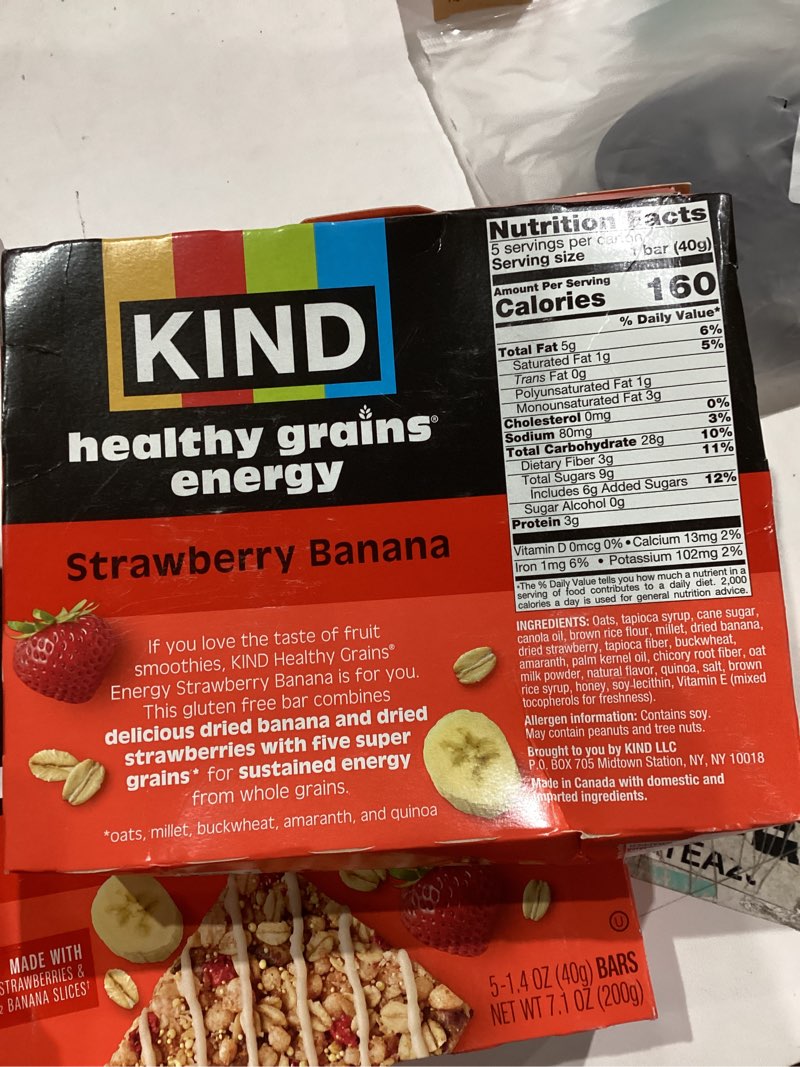 KIND
healthy grains®
energy
Strawberry Banana
If you love the taste of fruit
smoothies, KIND Healthy Grains®
Energy Strawberry Banana is for you.
This gluten free bar combines
delicious dried banana and dried
strawberries with five super
grains* for sustained energy
from whole grains.
*oats, millet, buckwheat, amaranth, and quinoa
Nutrition Facts
5 servings per carton
Serving size 1 bar (40g)
Amount Per Serving
Calories 160
% Daily Value*
Total Fat 5g 6%
Saturated Fat 1g 5%
Trans Fat 0g
Polyunsaturated Fat 1g
Monounsaturated Fat 3g
Cholesterol 0mg 0%
Sodium 80mg 3%
Total Carbohydrate 28g 10%
Dietary Fiber 3g 11%
Total Sugars 9g
Includes 6g Added Sugars 12%
Sugar Alcohol 0g
Protein 3g
Vitamin D 0mcg 0% • Calcium 13mg 2%
Iron 1mg 6% • Potassium 102mg 2%
*The % Daily Value tells you how much a nutrient in a
serving of food contributes to a daily diet. 2,000
calories a day is used for general nutrition advice.
INGREDIENTS: Oats, tapioca syrup, cane sugar,
canola oil, brown rice flour, millet, dried banana,
dried strawberry, tapioca fiber, buckwheat,
amaranth, palm kernel oil, chicory root fiber, oat
milk powder, natural flavor, quinoa, salt, brown
rice syrup, honey, soy lecithin, Vitamin E (mixed
tocopherols for freshness).
Allergen information: Contains soy.
May contain peanuts and tree nuts.
Brought to you by KIND LLC
P.O. BOX 705 Midtown Station, NY, NY 10018
Made in Canada with domestic and
imported ingredients.
MADE WITH
STRAWBERRIES &
BANANA SLICES†
U
5-1.4 OZ (40g) BARS
NET WT 7.1 OZ (200g)